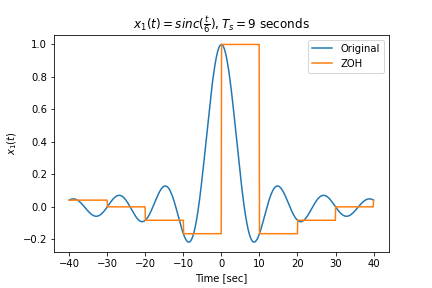 x₁(t) = sinc(t/6), Tₛ = 9 seconds
Original
ZOH
1.0
0.8
0.6
0.4
0.2
0.0
−0.2
x₁(t)
−40 −30 −20 −10 0 10 20 30 40
Time [sec]